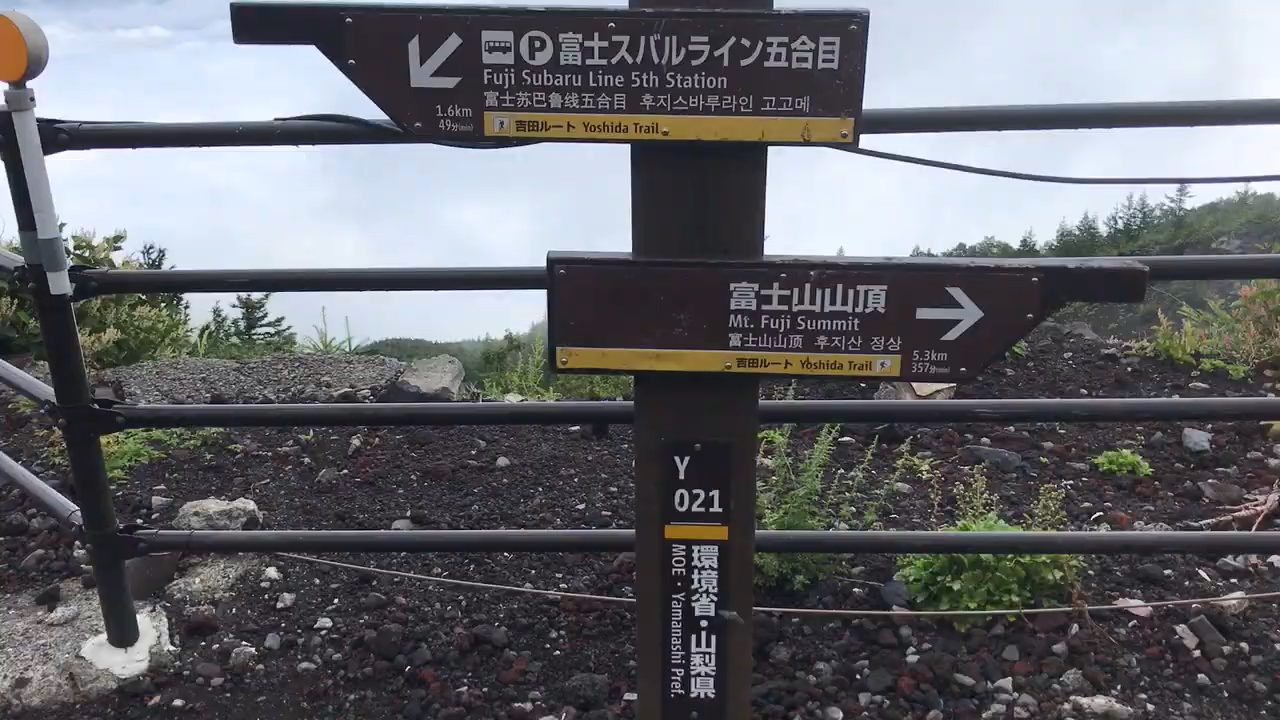 P 富士スバルライン五合目
Fuji Subaru Line 5th Station
富士苏巴鲁线五合目 후지스바루라인 고고메
1.6km
49分(min)
吉田ルート Yoshida Trail
富士山山頂
Mt. Fuji Summit
富士山山顶 후지산 정상
5.3km
357分(min)
吉田ルート Yoshida Trail
Y
021
環境省・山梨県
MOE・Yamanashi Pref.